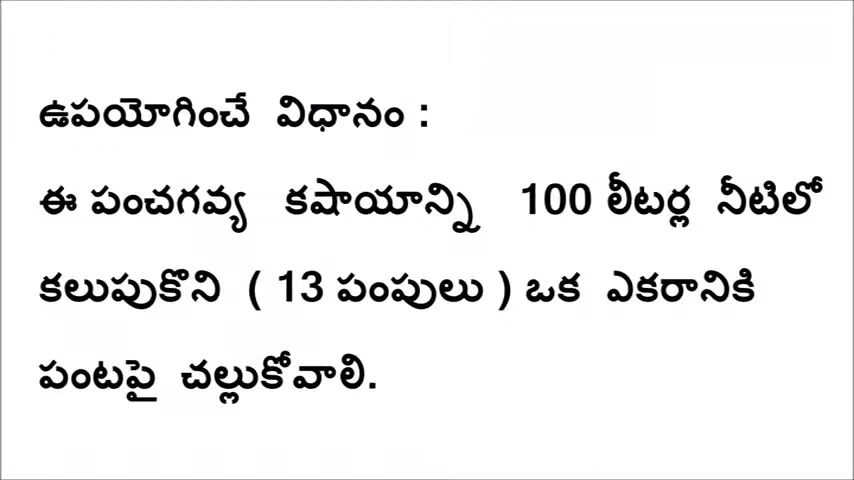 ఉపయోగించే విధానం :
ఈ పంచగవ్య కషాయాన్ని 100 లీటర్ల నీటిలో
కలుపుకొని ( 13 పంపులు ) ఒక ఎకరానికి
పంటపై చల్లుకోవాలి.